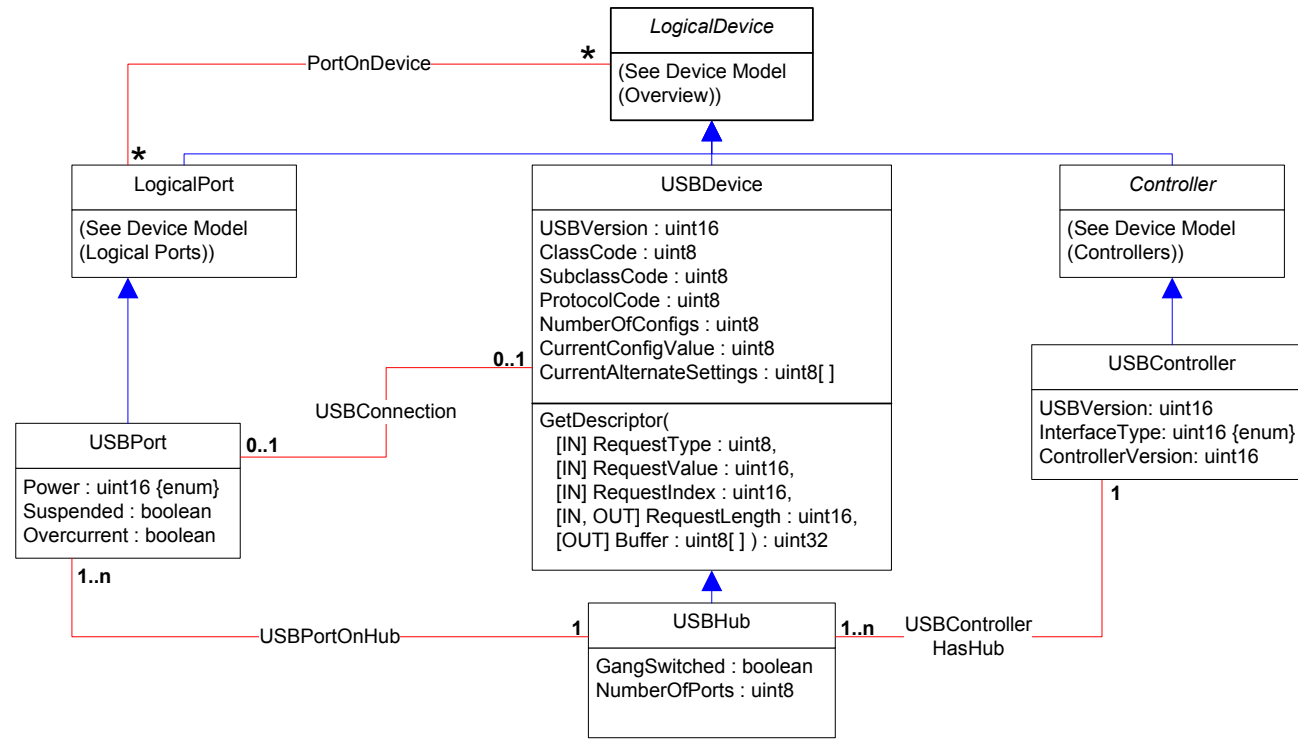 LogicalDevice
(See Device Model
(Overview))
PortOnDevice
*
*
LogicalPort
(See Device Model
(Logical Ports))
USBDevice
USBVersion : uint16
ClassCode : uint8
SubclassCode : uint8
ProtocolCode : uint8
NumberOfConfigs : uint8
CurrentConfigValue : uint8
CurrentAlternateSettings : uint8[ ]
GetDescriptor(
[IN] RequestType : uint8,
[IN] RequestValue : uint16,
[IN] RequestIndex : uint16,
[IN, OUT] RequestLength : uint16,
[OUT] Buffer : uint8[ ] ) : uint32
Controller
(See Device Model
(Controllers))
USBController
USBVersion: uint16
InterfaceType: uint16 {enum}
ControllerVersion: uint16
0..1
USBConnection
0..1
USBPort
Power : uint16 {enum}
Suspended : boolean
Overcurrent : boolean
1..n
USBPortOnHub
1
USBHub
GangSwitched : boolean
NumberOfPorts : uint8
1..n
USBController
HasHub
1